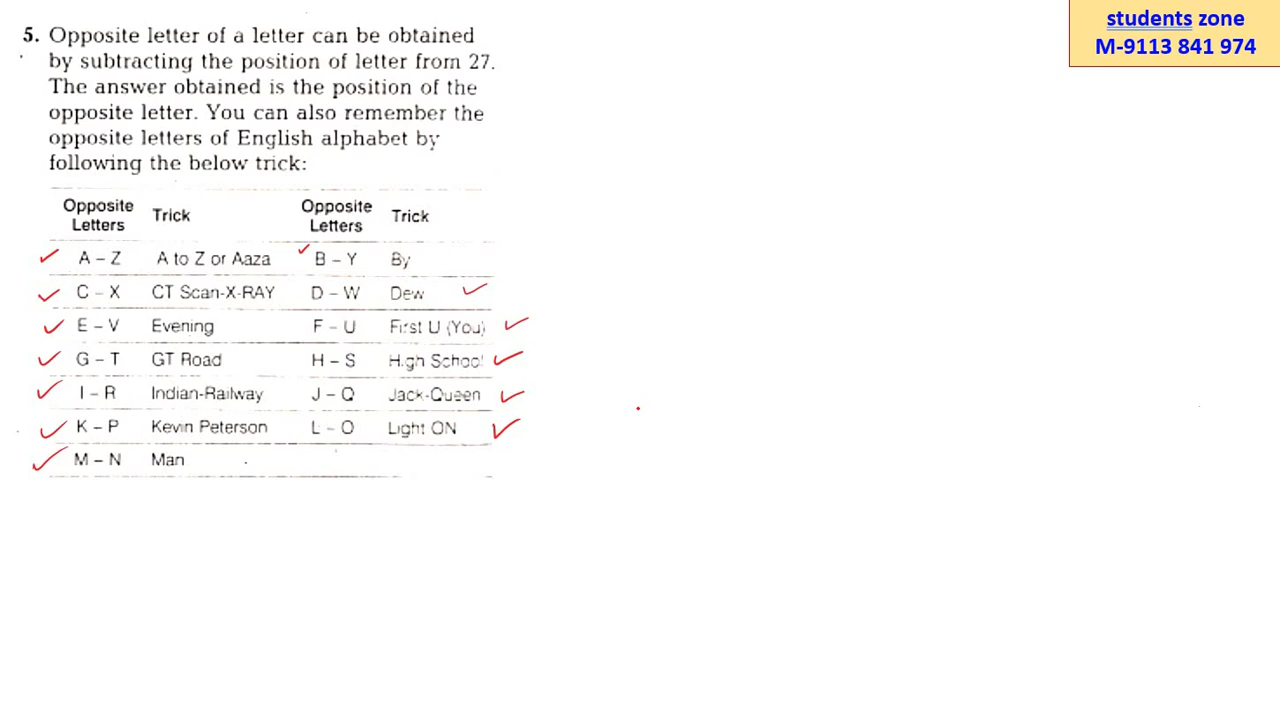 students zone
M-9113 841 974
5. Opposite letter of a letter can be obtained
by subtracting the position of letter from 27.
The answer obtained is the position of the
opposite letter. You can also remember the
opposite letters of English alphabet by
following the below trick:
Opposite Letters Trick Opposite Letters Trick
A – Z A to Z or Aaza B – Y By
C – X CT Scan-X-RAY D – W Dew
E – V Evening F – U First U (You)
G – T GT Road H – S High School
I – R Indian-Railway J – Q Jack-Queen
K – P Kevin Peterson L – O Light ON
M – N Man